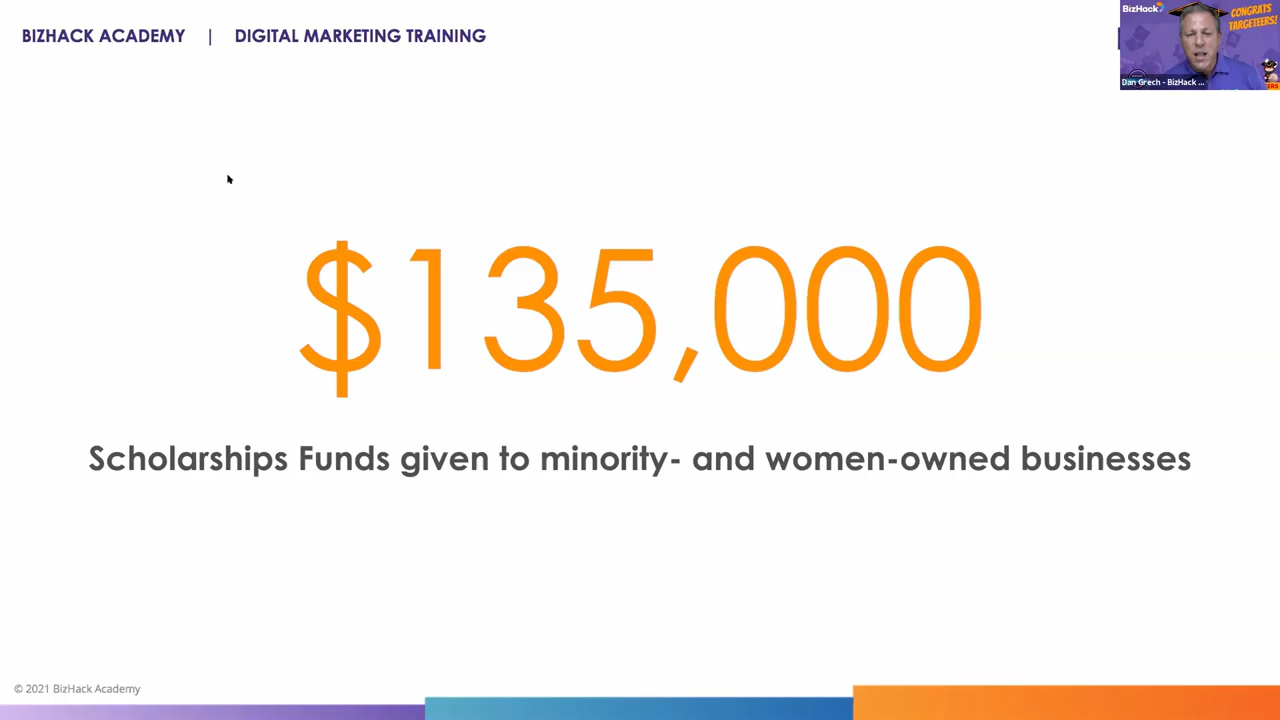 BIZHACK ACADEMY | DIGITAL MARKETING TRAINING
BizHack
CONGRATS
TARGETEERS!
Dan Grech - BizHack ...
ERS
$135,000
Scholarships Funds given to minority- and women-owned businesses
© 2021 BizHack Academy